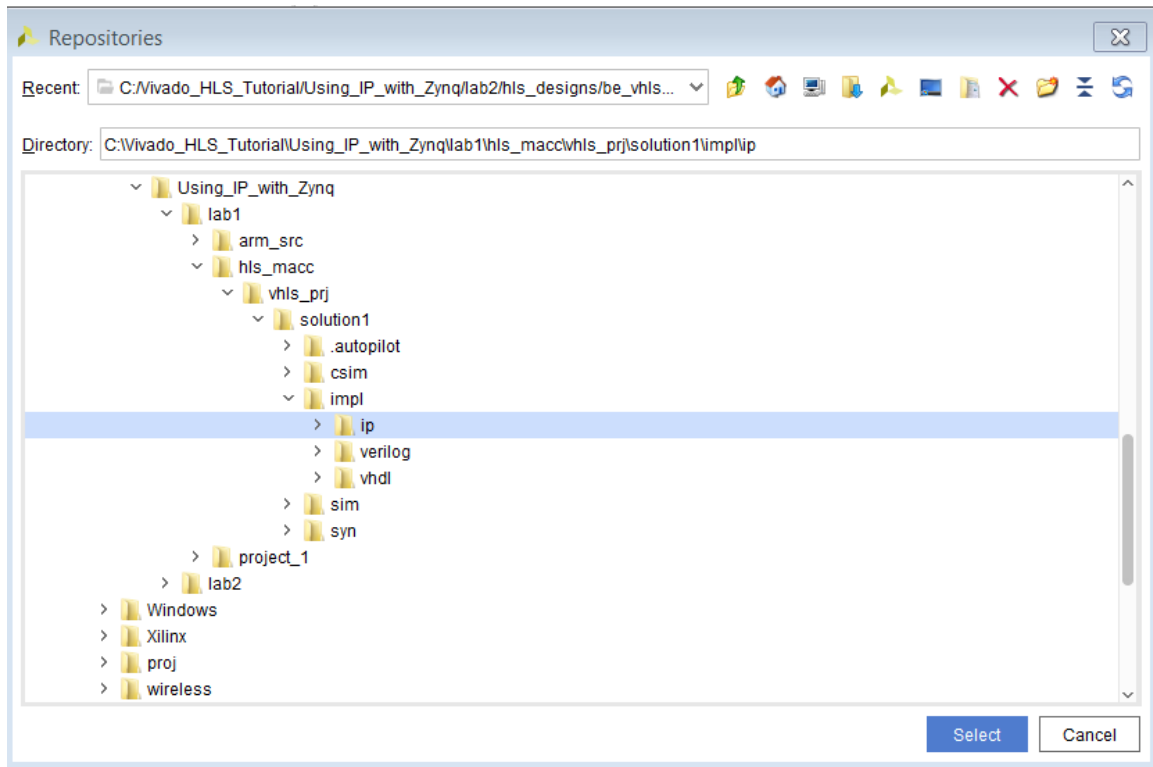 Repositories
Recent: C:/Vivado_HLS_Tutorial/Using_IP_with_Zynq/lab2/hls_designs/be_vhls...
Directory: C:\Vivado_HLS_Tutorial\Using_IP_with_Zynq\lab1\hls_macc\vhls_prj\solution1\impl\ip
Using_IP_with_Zynq
lab1
arm_src
hls_macc
vhls_prj
solution1
.autopilot
csim
impl
ip
verilog
vhdl
sim
syn
project_1
lab2
Windows
Xilinx
proj
wireless
Select Cancel